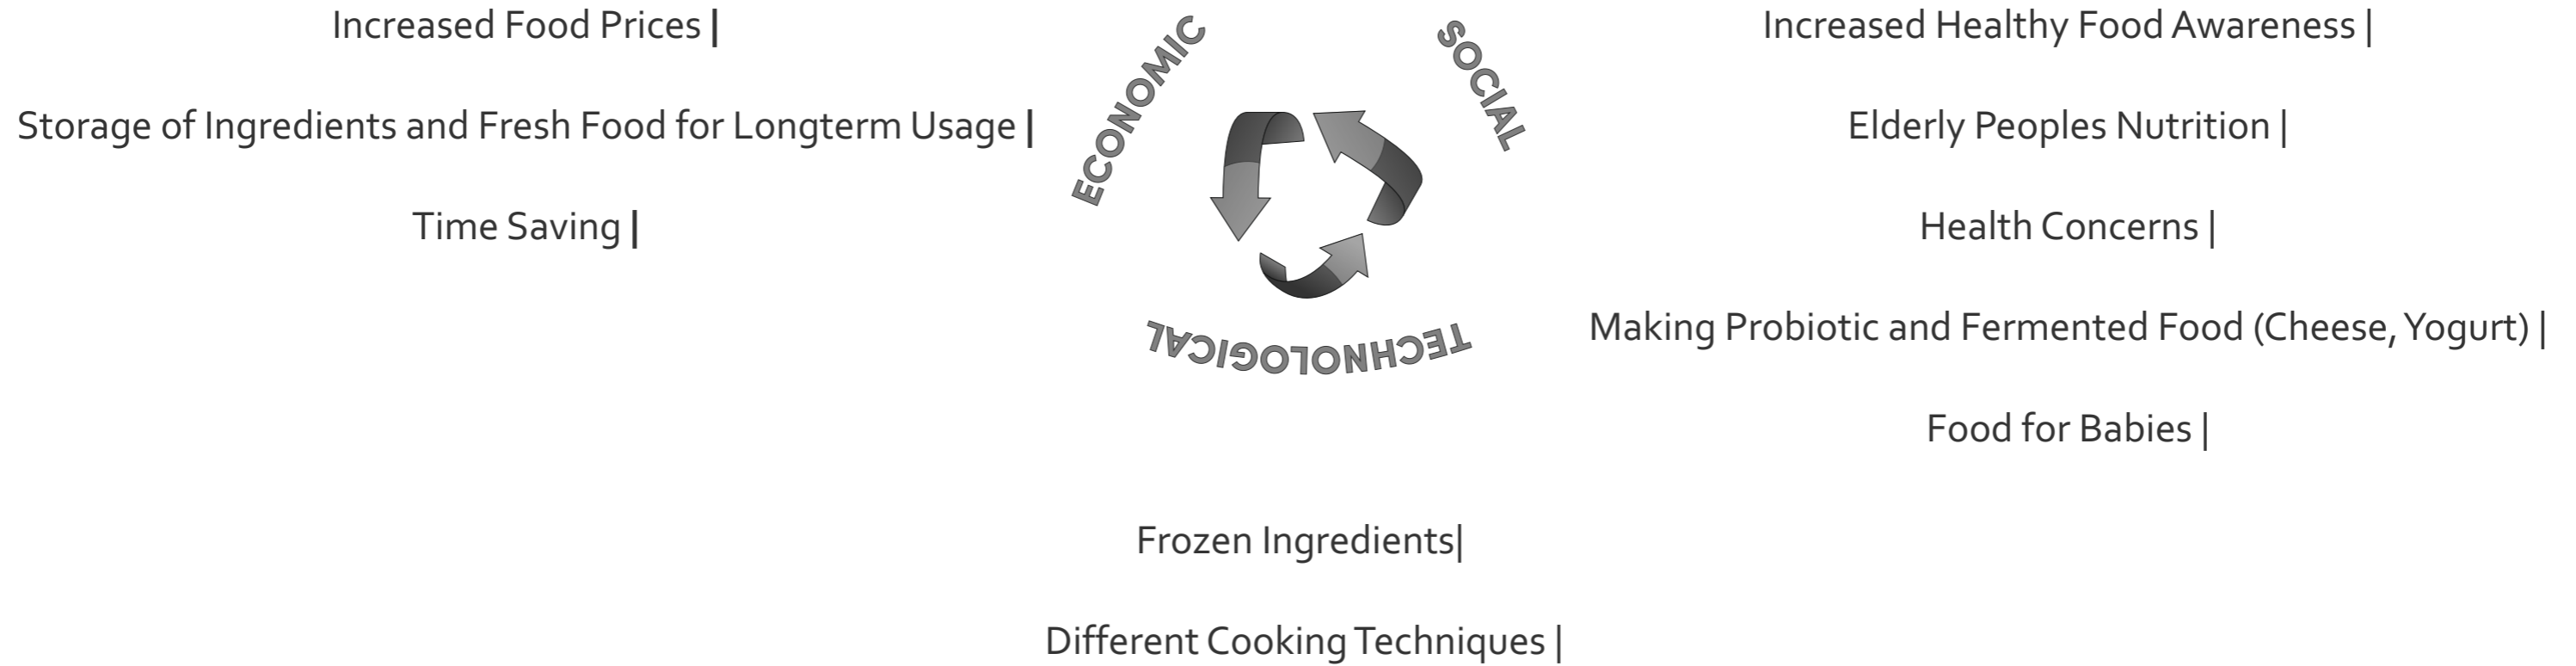 Increased Food Prices |
Storage of Ingredients and Fresh Food for Longterm Usage |
Time Saving |
ECONOMIC
SOCIAL
TECHNOLOGICAL
Increased Healthy Food Awareness |
Elderly Peoples Nutrition |
Health Concerns |
Making Probiotic and Fermented Food (Cheese, Yogurt) |
Food for Babies |
Frozen Ingredients|
Different Cooking Techniques |